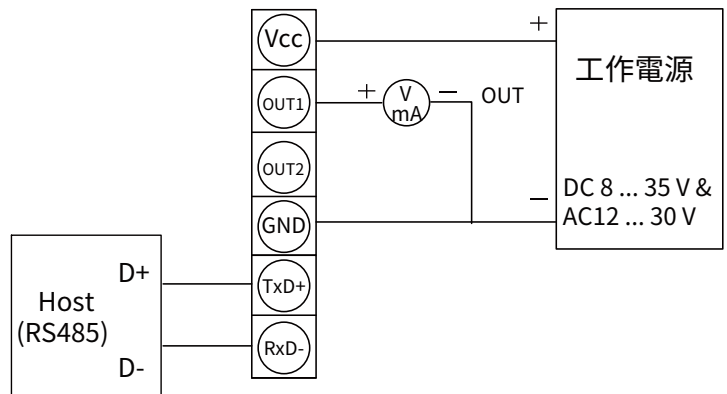 Vcc
+
工作電源
OUT1
+
V
mA
−
OUT
OUT2
−
DC 8 ... 35 V &
AC12 ... 30 V
GND
D+
TxD+
Host
(RS485)
RxD-
D-